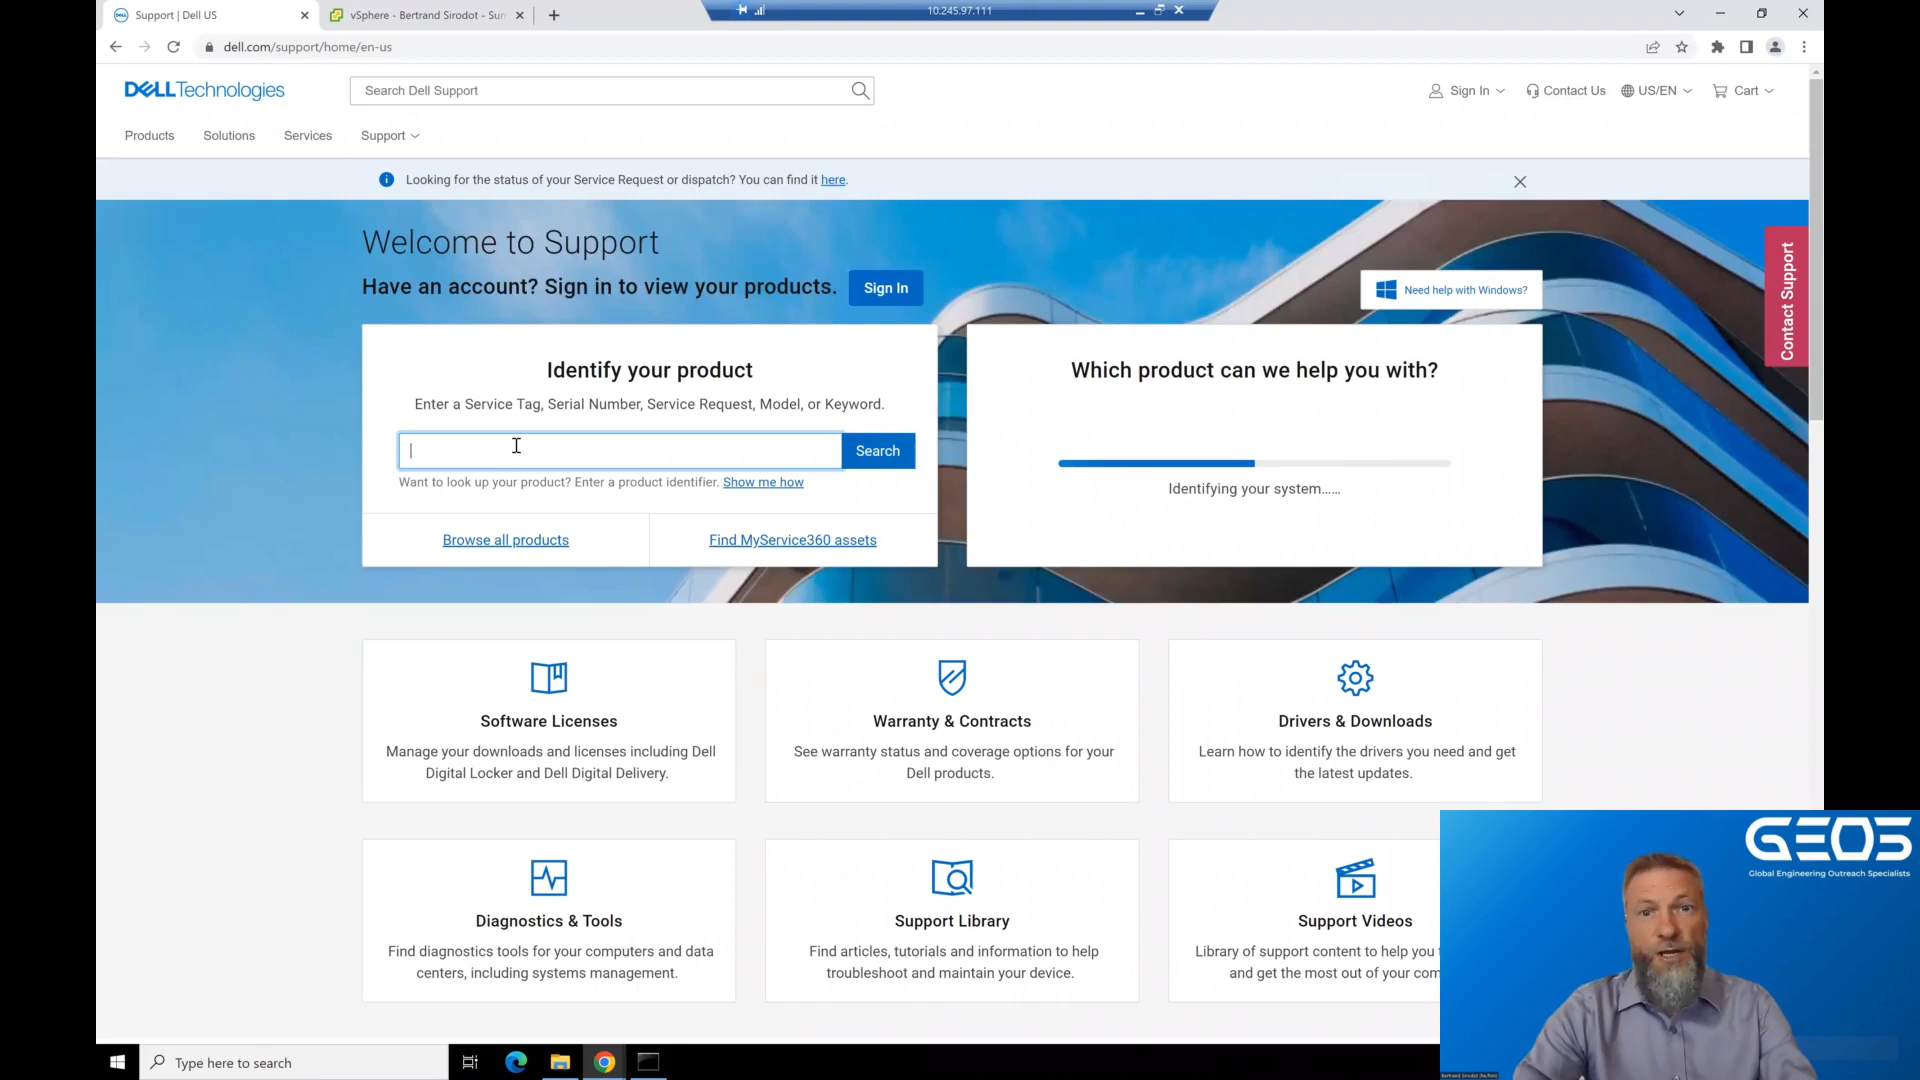 Support | Dell US
vSphere - Bertrand Sirodot - Sur
10.245.97.111
dell.com/support/home/en-us
DELLTechnologies
Search Dell Support
Sign In
Contact Us
US/EN
Cart
Products
Solutions
Services
Support
Looking for the status of your Service Request or dispatch? You can find it here.
Welcome to Support
Have an account? Sign in to view your products.
Sign In
Need help with Windows?
Contact Support
Identify your product
Enter a Service Tag, Serial Number, Service Request, Model, or Keyword.
Search
Want to look up your product? Enter a product identifier. Show me how
Browse all products
Find MyService360 assets
Which product can we help you with?
Identifying your system......
Software Licenses
Manage your downloads and licenses including Dell
Digital Locker and Dell Digital Delivery.
Warranty & Contracts
See warranty status and coverage options for your
Dell products.
Drivers & Downloads
Learn how to identify the drivers you need and get
the latest updates.
Diagnostics & Tools
Find diagnostics tools for your computers and data
centers, including systems management.
Support Library
Find articles, tutorials and information to help
troubleshoot and maintain your device.
Support Videos
Library of support content to help you
and get the most out of your com
GEOS
Global Engineering Outreach Specialists
Bertrand Sirodot (he/him)
Type here to search